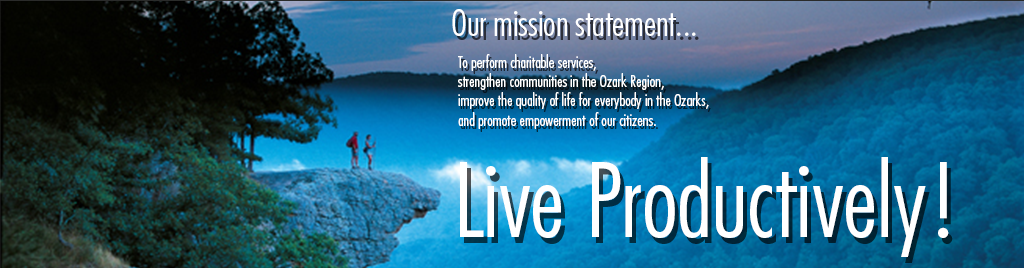 Our mission statement...
To perform charitable services,
strengthen communities in the Ozark Region,
improve the quality of life for everybody in the Ozarks,
and promote empowerment of our citizens.
Live Productively!